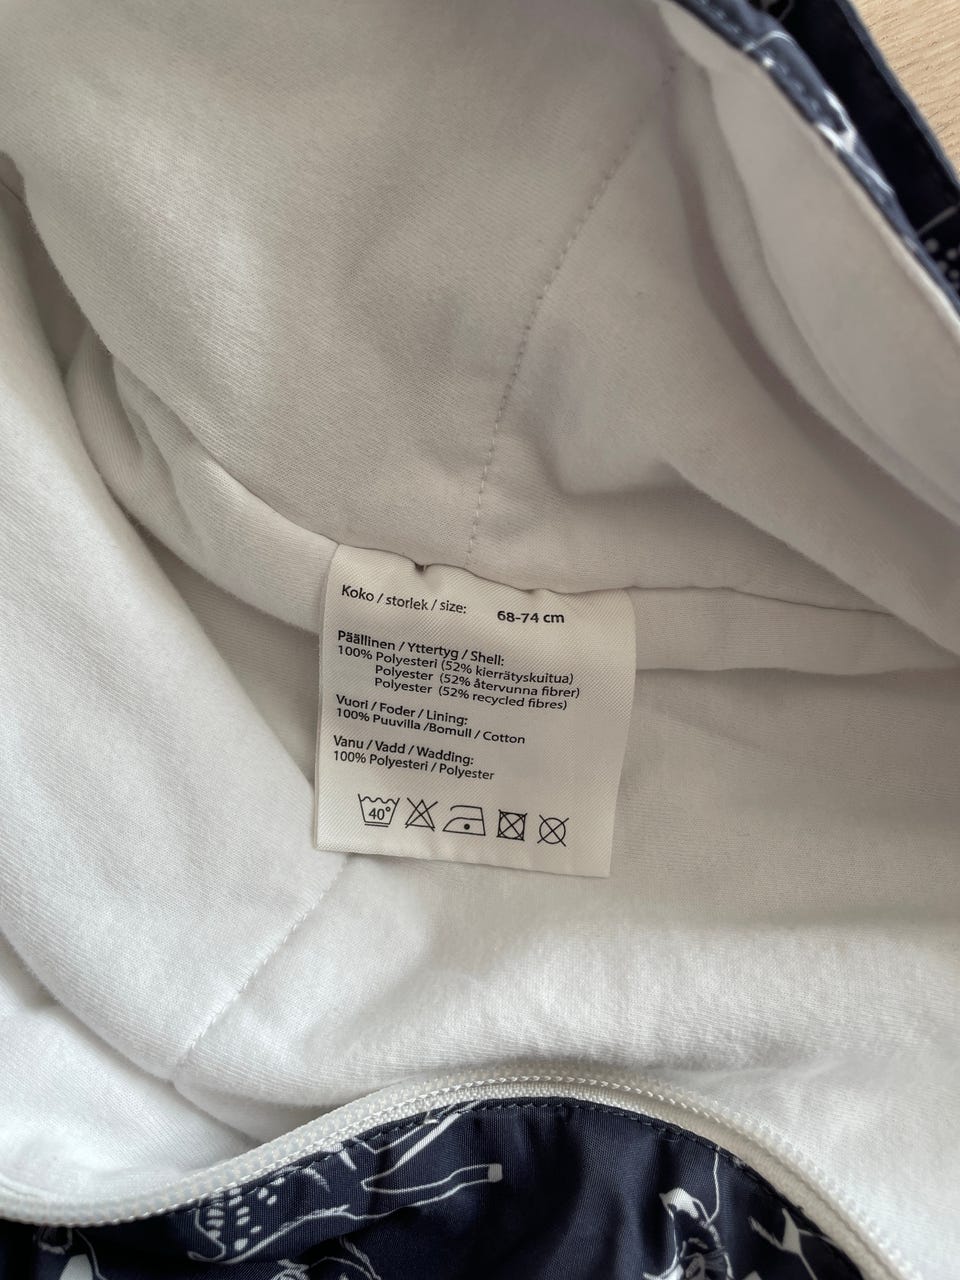 Koko / storlek / size: 68-74 cm
Päällinen / Yttertyg / Shell:
100% Polyesteri (52% kierrätyskuitua)
Polyester (52% återvunna fibrer)
Polyester (52% recycled fibres)
Vuori / Foder / Lining:
100% Puuvilla /Bomull / Cotton
Vanu / Vadd / Wadding:
100% Polyesteri / Polyester
40°